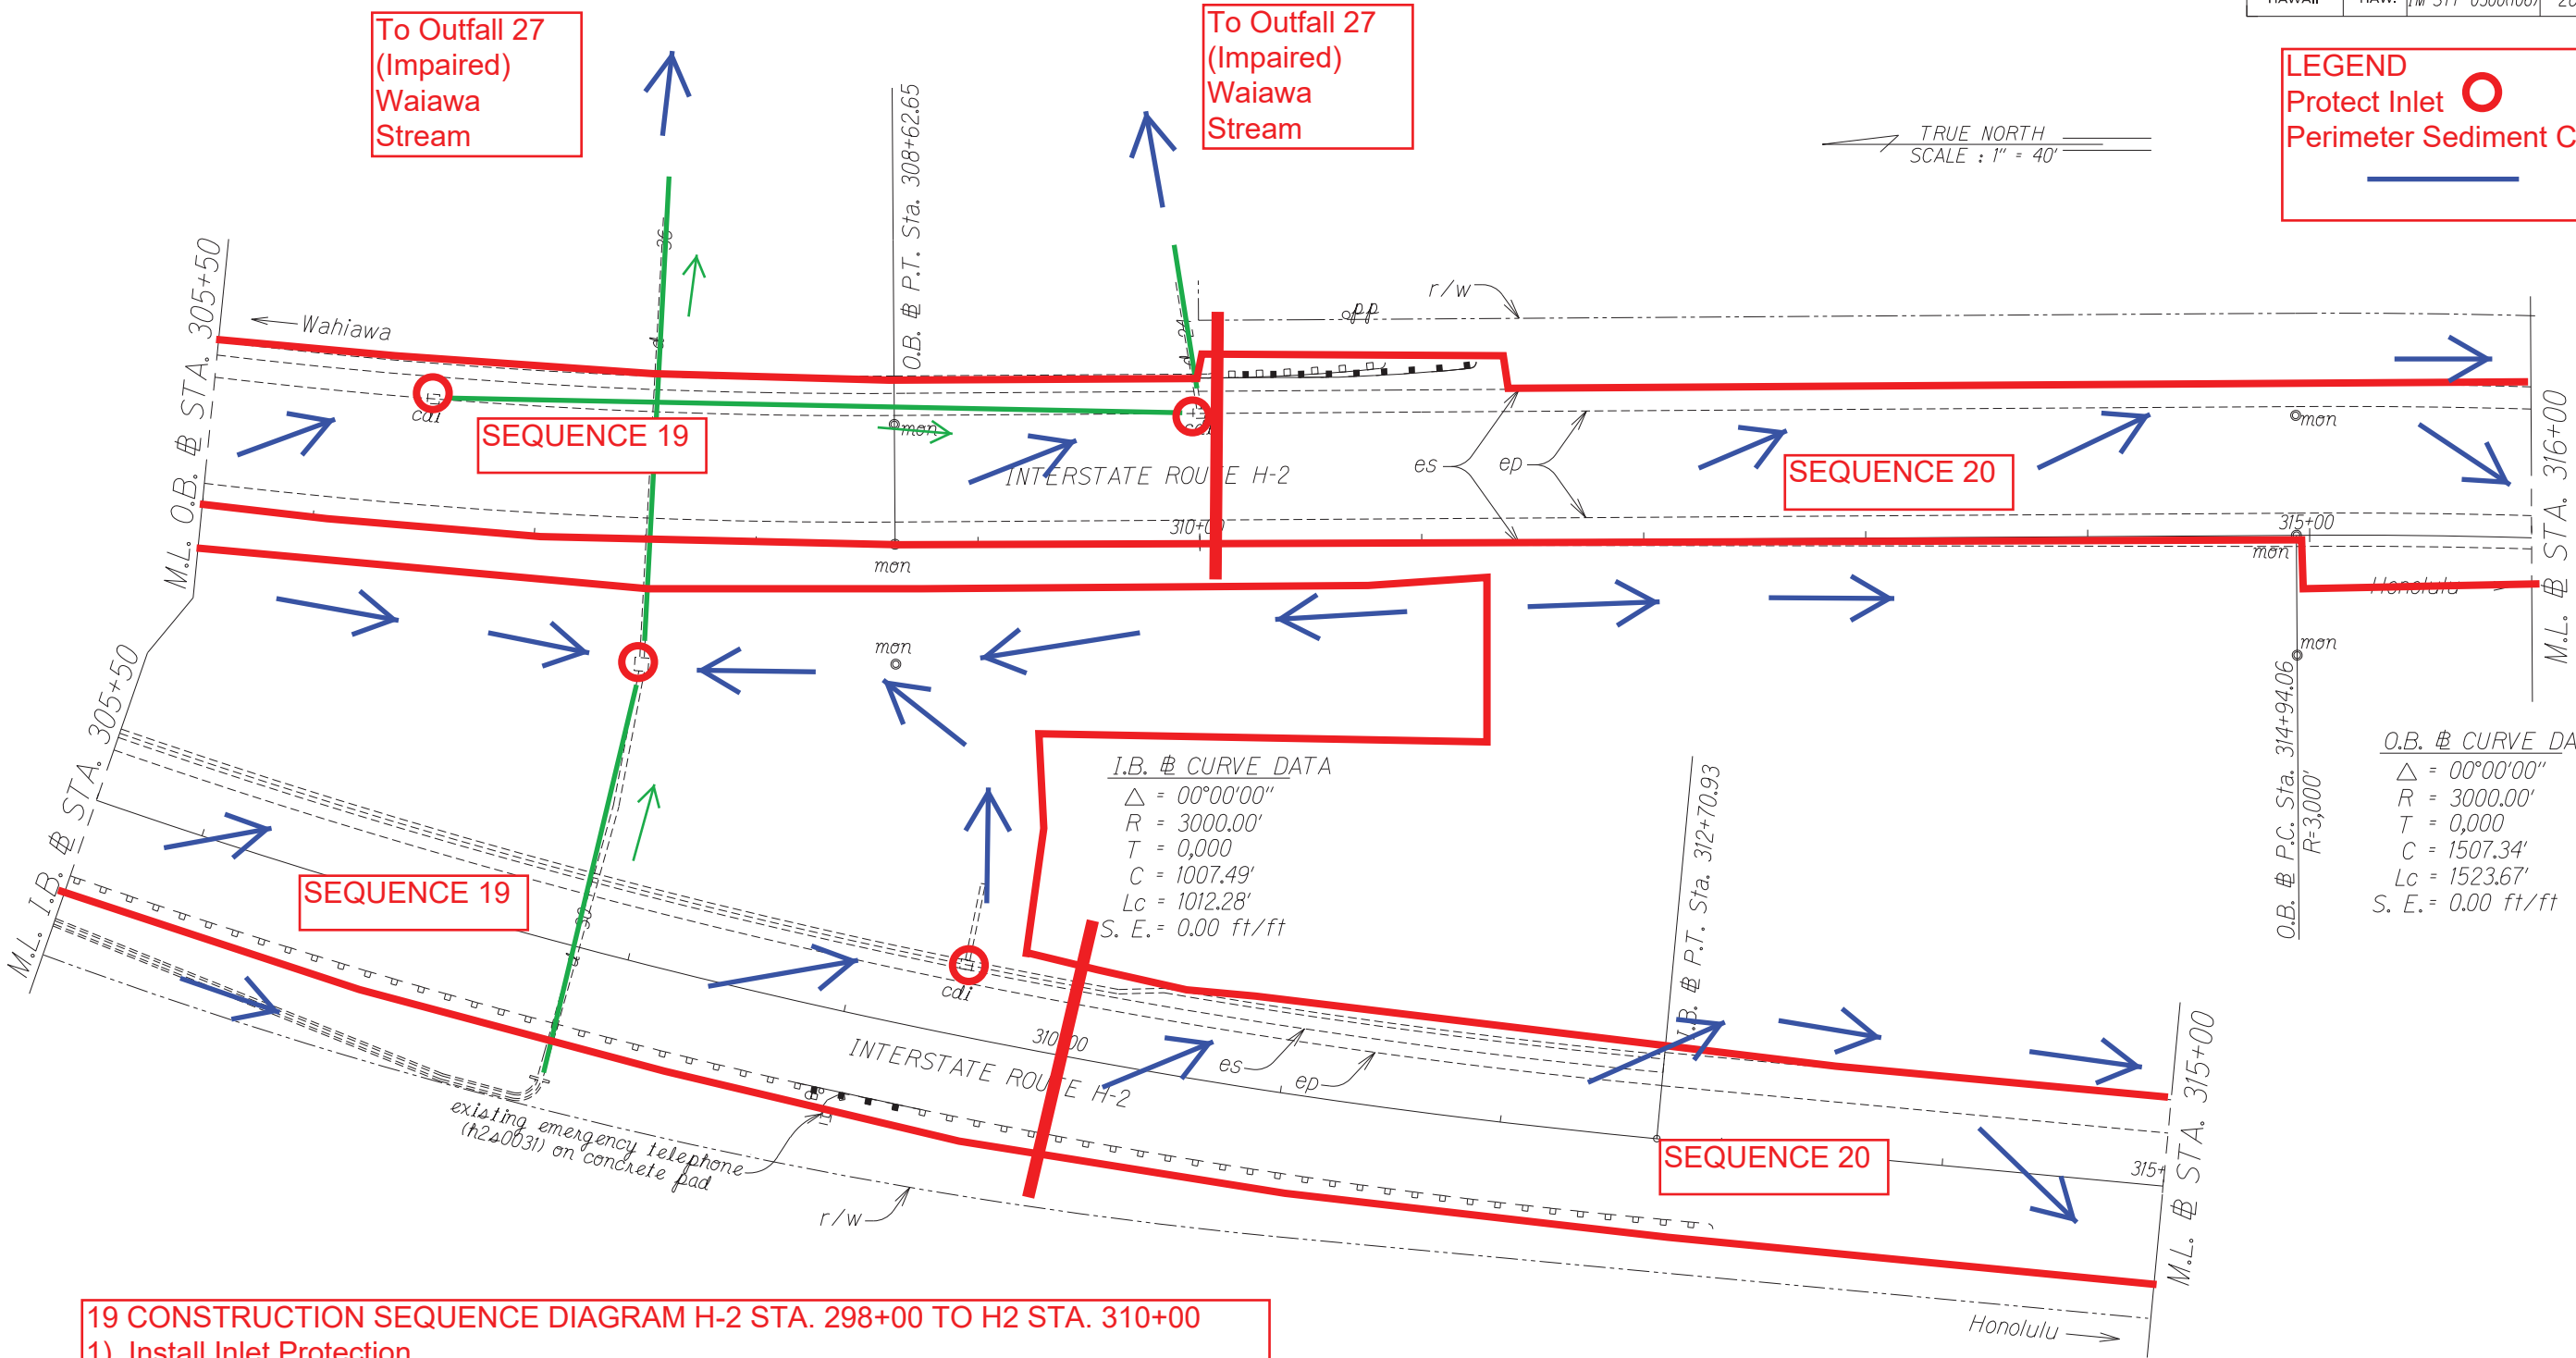 HAWAII HAW.
To Outfall 27
(Impaired)
Waiawa
Stream
To Outfall 27
(Impaired)
Waiawa
Stream
LEGEND
Protect Inlet
Perimeter Sediment C
TRUE NORTH
SCALE : 1" = 40'
O.B. ⅊ P.T. Sta. 308+62.65
36
d
d 24
M.L. O.B. ⅊ STA. 305+50
Wahiawa
cdi
SEQUENCE 19
mon
cdi
INTERSTATE ROUTE H-2
opp
r/w
es
ep
SEQUENCE 20
mon
310+00
mon
315+00
mon
Honolulu
M.L. ⅊ STA. 316+00
mon
mon
O.B. ⅊ P.C. Sta. 314+94.06
R=3,000'
M.L. I.B. ⅊ STA. 305+50
I.B. ⅊ CURVE DATA
△ = 00°00'00"
R = 3000.00'
T = 0,000
C = 1007.49'
Lc = 1012.28'
S. E. = 0.00 ft/ft
O.B. ⅊ CURVE DA
△ = 00°00'00"
R = 3000.00'
T = 0,000
C = 1507.34'
Lc = 1523.67'
S. E. = 0.00 ft/ft
I.B. ⅊ P.T. Sta. 312+70.93
SEQUENCE 19
d 30
cdi
310+00
INTERSTATE ROUTE H-2
es
ep
existing emergency telephone
(h2s0031) on concrete pad
r/w
SEQUENCE 20
315+
M.L. ⅊ STA. 315+00
Honolulu
19 CONSTRUCTION SEQUENCE DIAGRAM H-2 STA. 298+00 TO H2 STA. 310+00
1) Install Inlet Protection